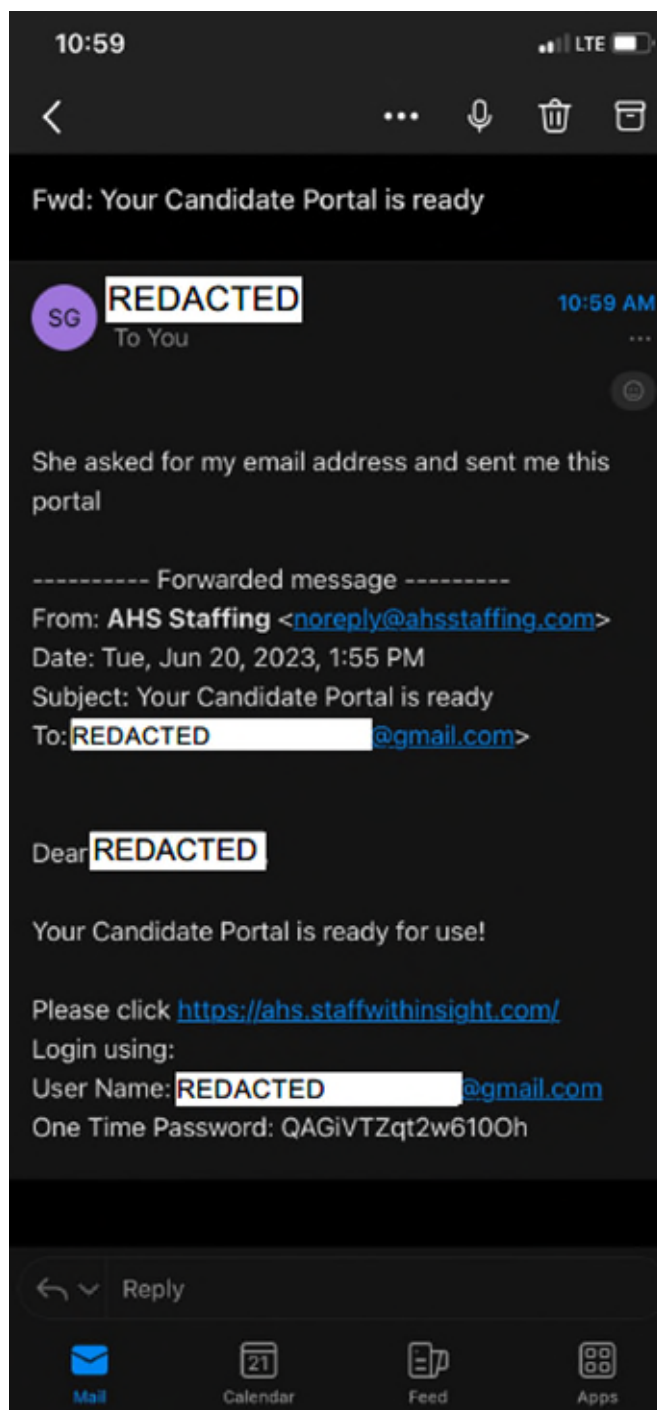 10:59 LTE
Fwd: Your Candidate Portal is ready
SG REDACTED 10:59 AM
To You
She asked for my email address and sent me this
portal
---------- Forwarded message ---------
From: AHS Staffing <noreply@ahsstaffing.com>
Date: Tue, Jun 20, 2023, 1:55 PM
Subject: Your Candidate Portal is ready
To: REDACTED @gmail.com>
Dear REDACTED,
Your Candidate Portal is ready for use!
Please click https://ahs.staffwithinsight.com/
Login using:
User Name: REDACTED @gmail.com
One Time Password: QAGiVTZqt2w610Oh
Reply
21
Mail Calendar Feed Apps